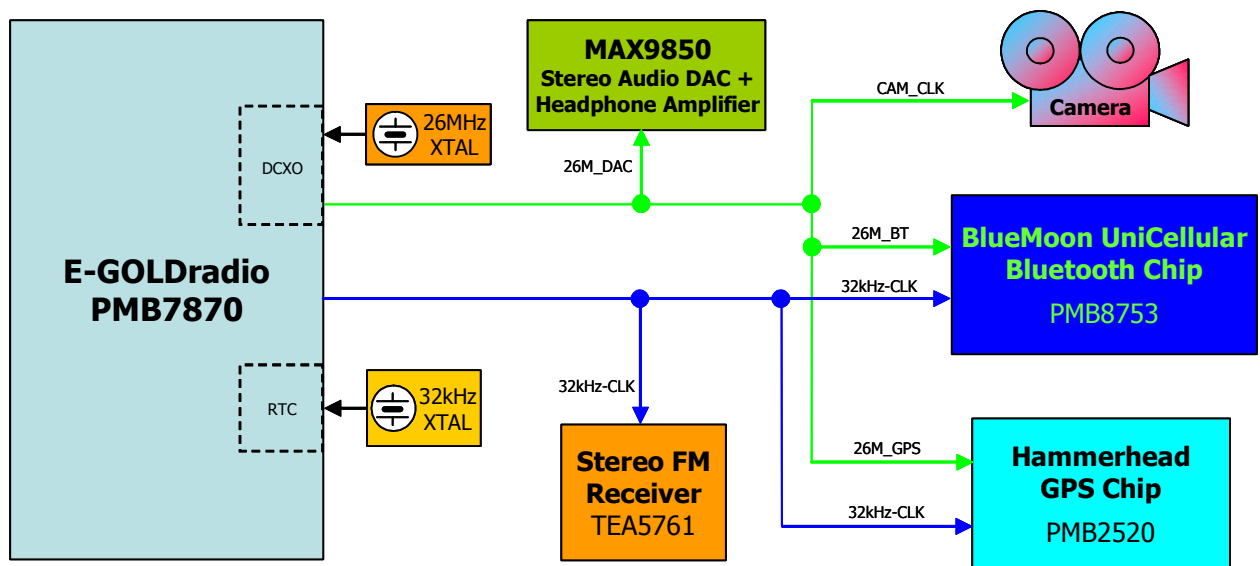 E-GOLDradio
PMB7870
DCXO
26MHz
XTAL
RTC
32kHz
XTAL
MAX9850
Stereo Audio DAC +
Headphone Amplifier
26M_DAC
CAM_CLK
Camera
26M_BT
32kHz-CLK
BlueMoon UniCellular
Bluetooth Chip
PMB8753
32kHz-CLK
Stereo FM
Receiver
TEA5761
26M_GPS
32kHz-CLK
Hammerhead
GPS Chip
PMB2520